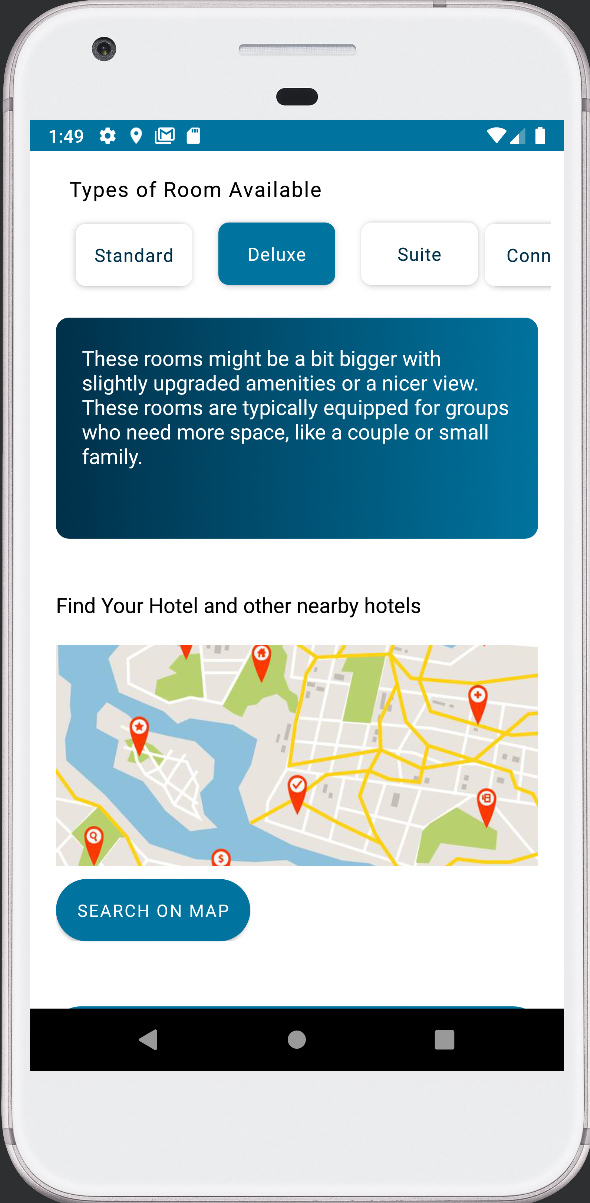 1:49
Types of Room Available
Standard
Deluxe
Suite
Conn
These rooms might be a bit bigger with
slightly upgraded amenities or a nicer view.
These rooms are typically equipped for groups
who need more space, like a couple or small
family.
Find Your Hotel and other nearby hotels
$
SEARCH ON MAP